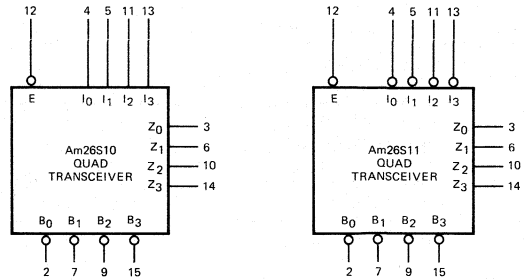 12 4 5 11 13
E I0 I1 I2 I3
Z0 3
Z1 6
Am26S10
QUAD
TRANSCEIVER
Z2 10
Z3 14
B0 B1 B2 B3
2 7 9 15
12 4 5 11 13
E I0 I1 I2 I3
Z0 3
Z1 6
Am26S11
QUAD
TRANSCEIVER
Z2 10
Z3 14
B0 B1 B2 B3
2 7 9 15